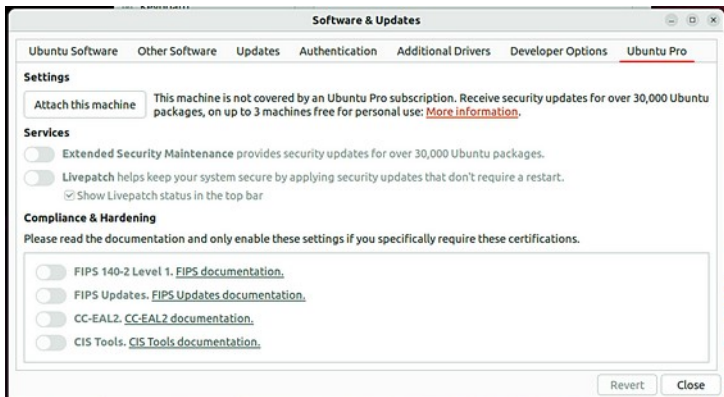 Software & Updates
Ubuntu Software Other Software Updates Authentication Additional Drivers Developer Options Ubuntu Pro
Settings
Attach this machine
This machine is not covered by an Ubuntu Pro subscription. Receive security updates for over 30,000 Ubuntu
packages, on up to 3 machines free for personal use: More information.
Services
Extended Security Maintenance provides security updates for over 30,000 Ubuntu packages.
Livepatch helps keep your system secure by applying security updates that don't require a restart.
Show Livepatch status in the top bar
Compliance & Hardening
Please read the documentation and only enable these settings if you specifically require these certifications.
FIPS 140-2 Level 1. FIPS documentation.
FIPS Updates. FIPS Updates documentation.
CC-EAL2. CC-EAL2 documentation.
CIS Tools. CIS Tools documentation.
Revert Close